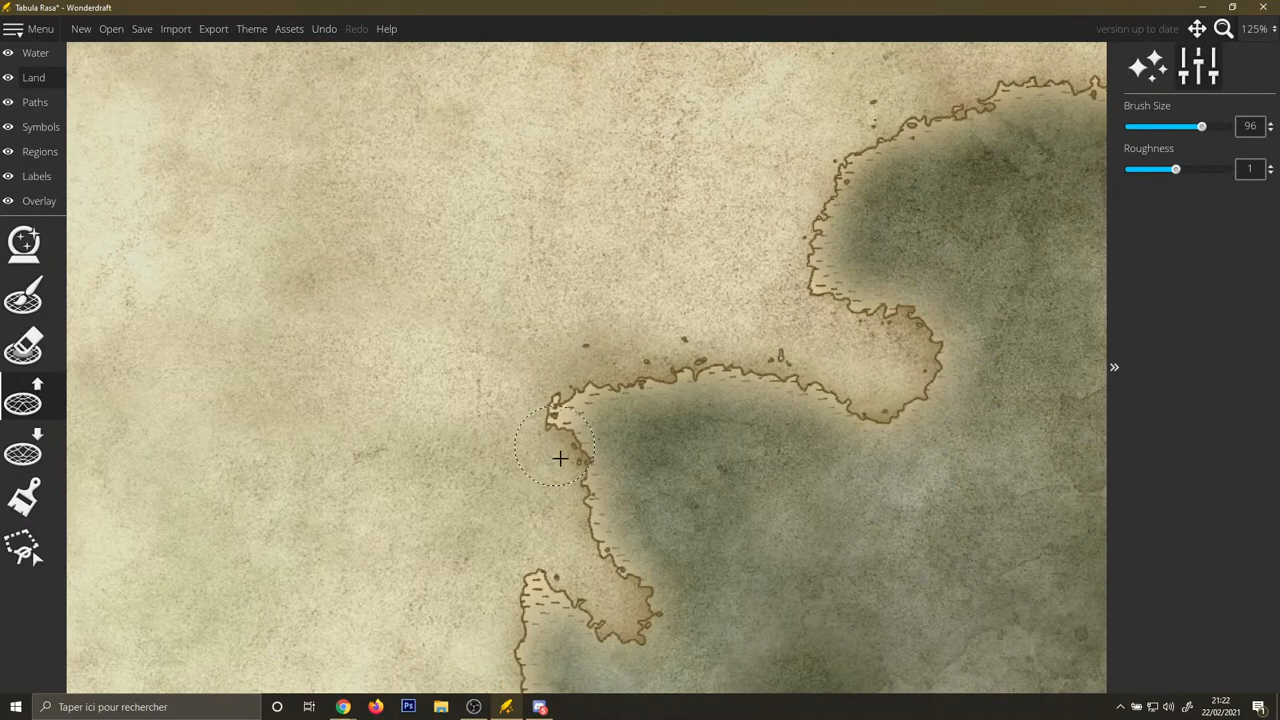 Tabula Rasa* - Wonderdraft
Menu New Open Save Import Export Theme Assets Undo Redo Help version up to date 125%
Water
Land
Paths
Symbols
Regions
Labels
Overlay
Brush Size
96
Roughness
1
Taper ici pour rechercher
21:22
22/02/2021